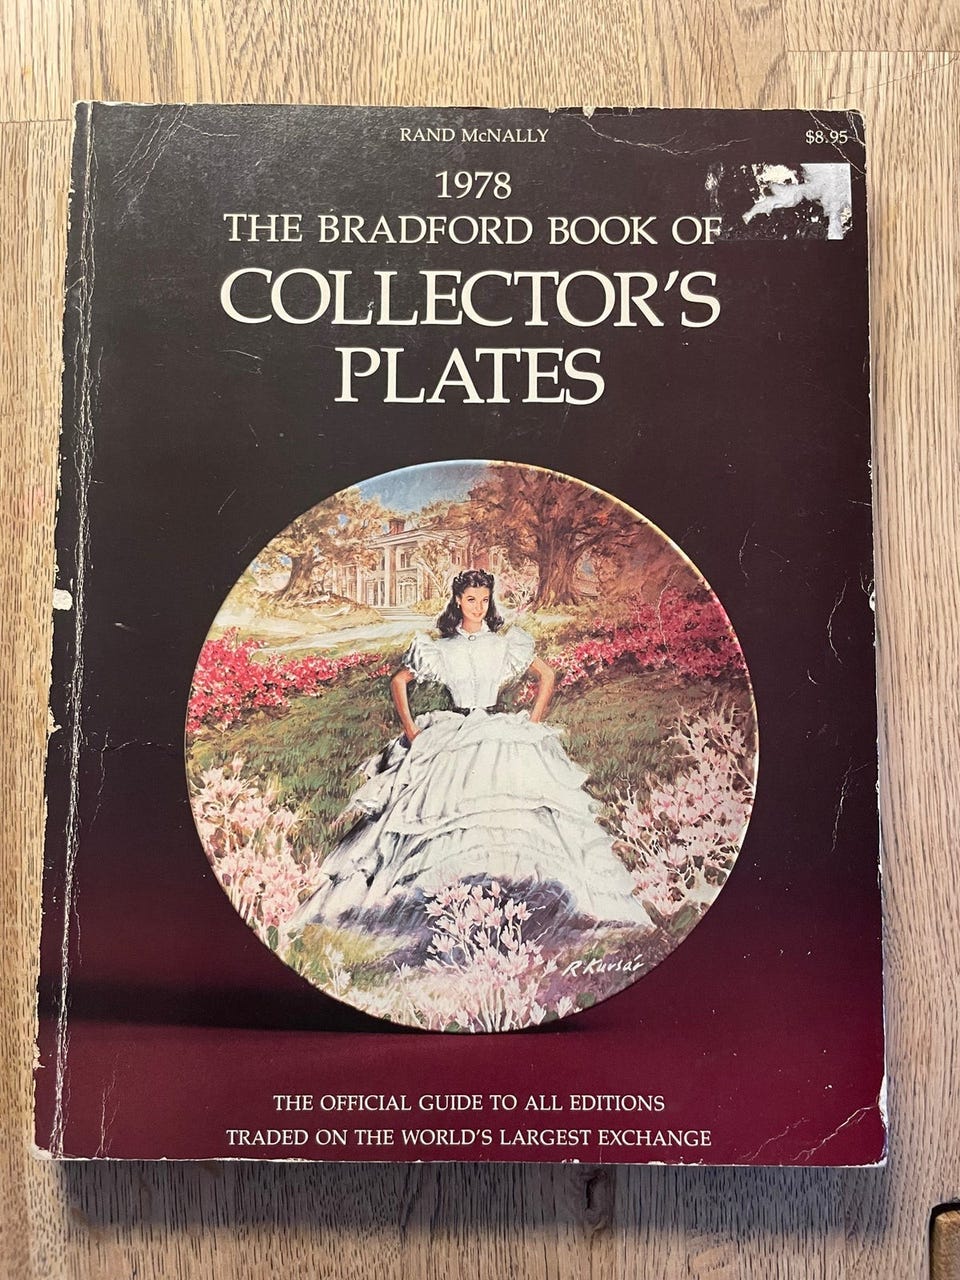 RAND McNALLY
$8.95
1978
THE BRADFORD BOOK OF
COLLECTOR'S
PLATES
R Kursár
THE OFFICIAL GUIDE TO ALL EDITIONS
TRADED ON THE WORLD'S LARGEST EXCHANGE